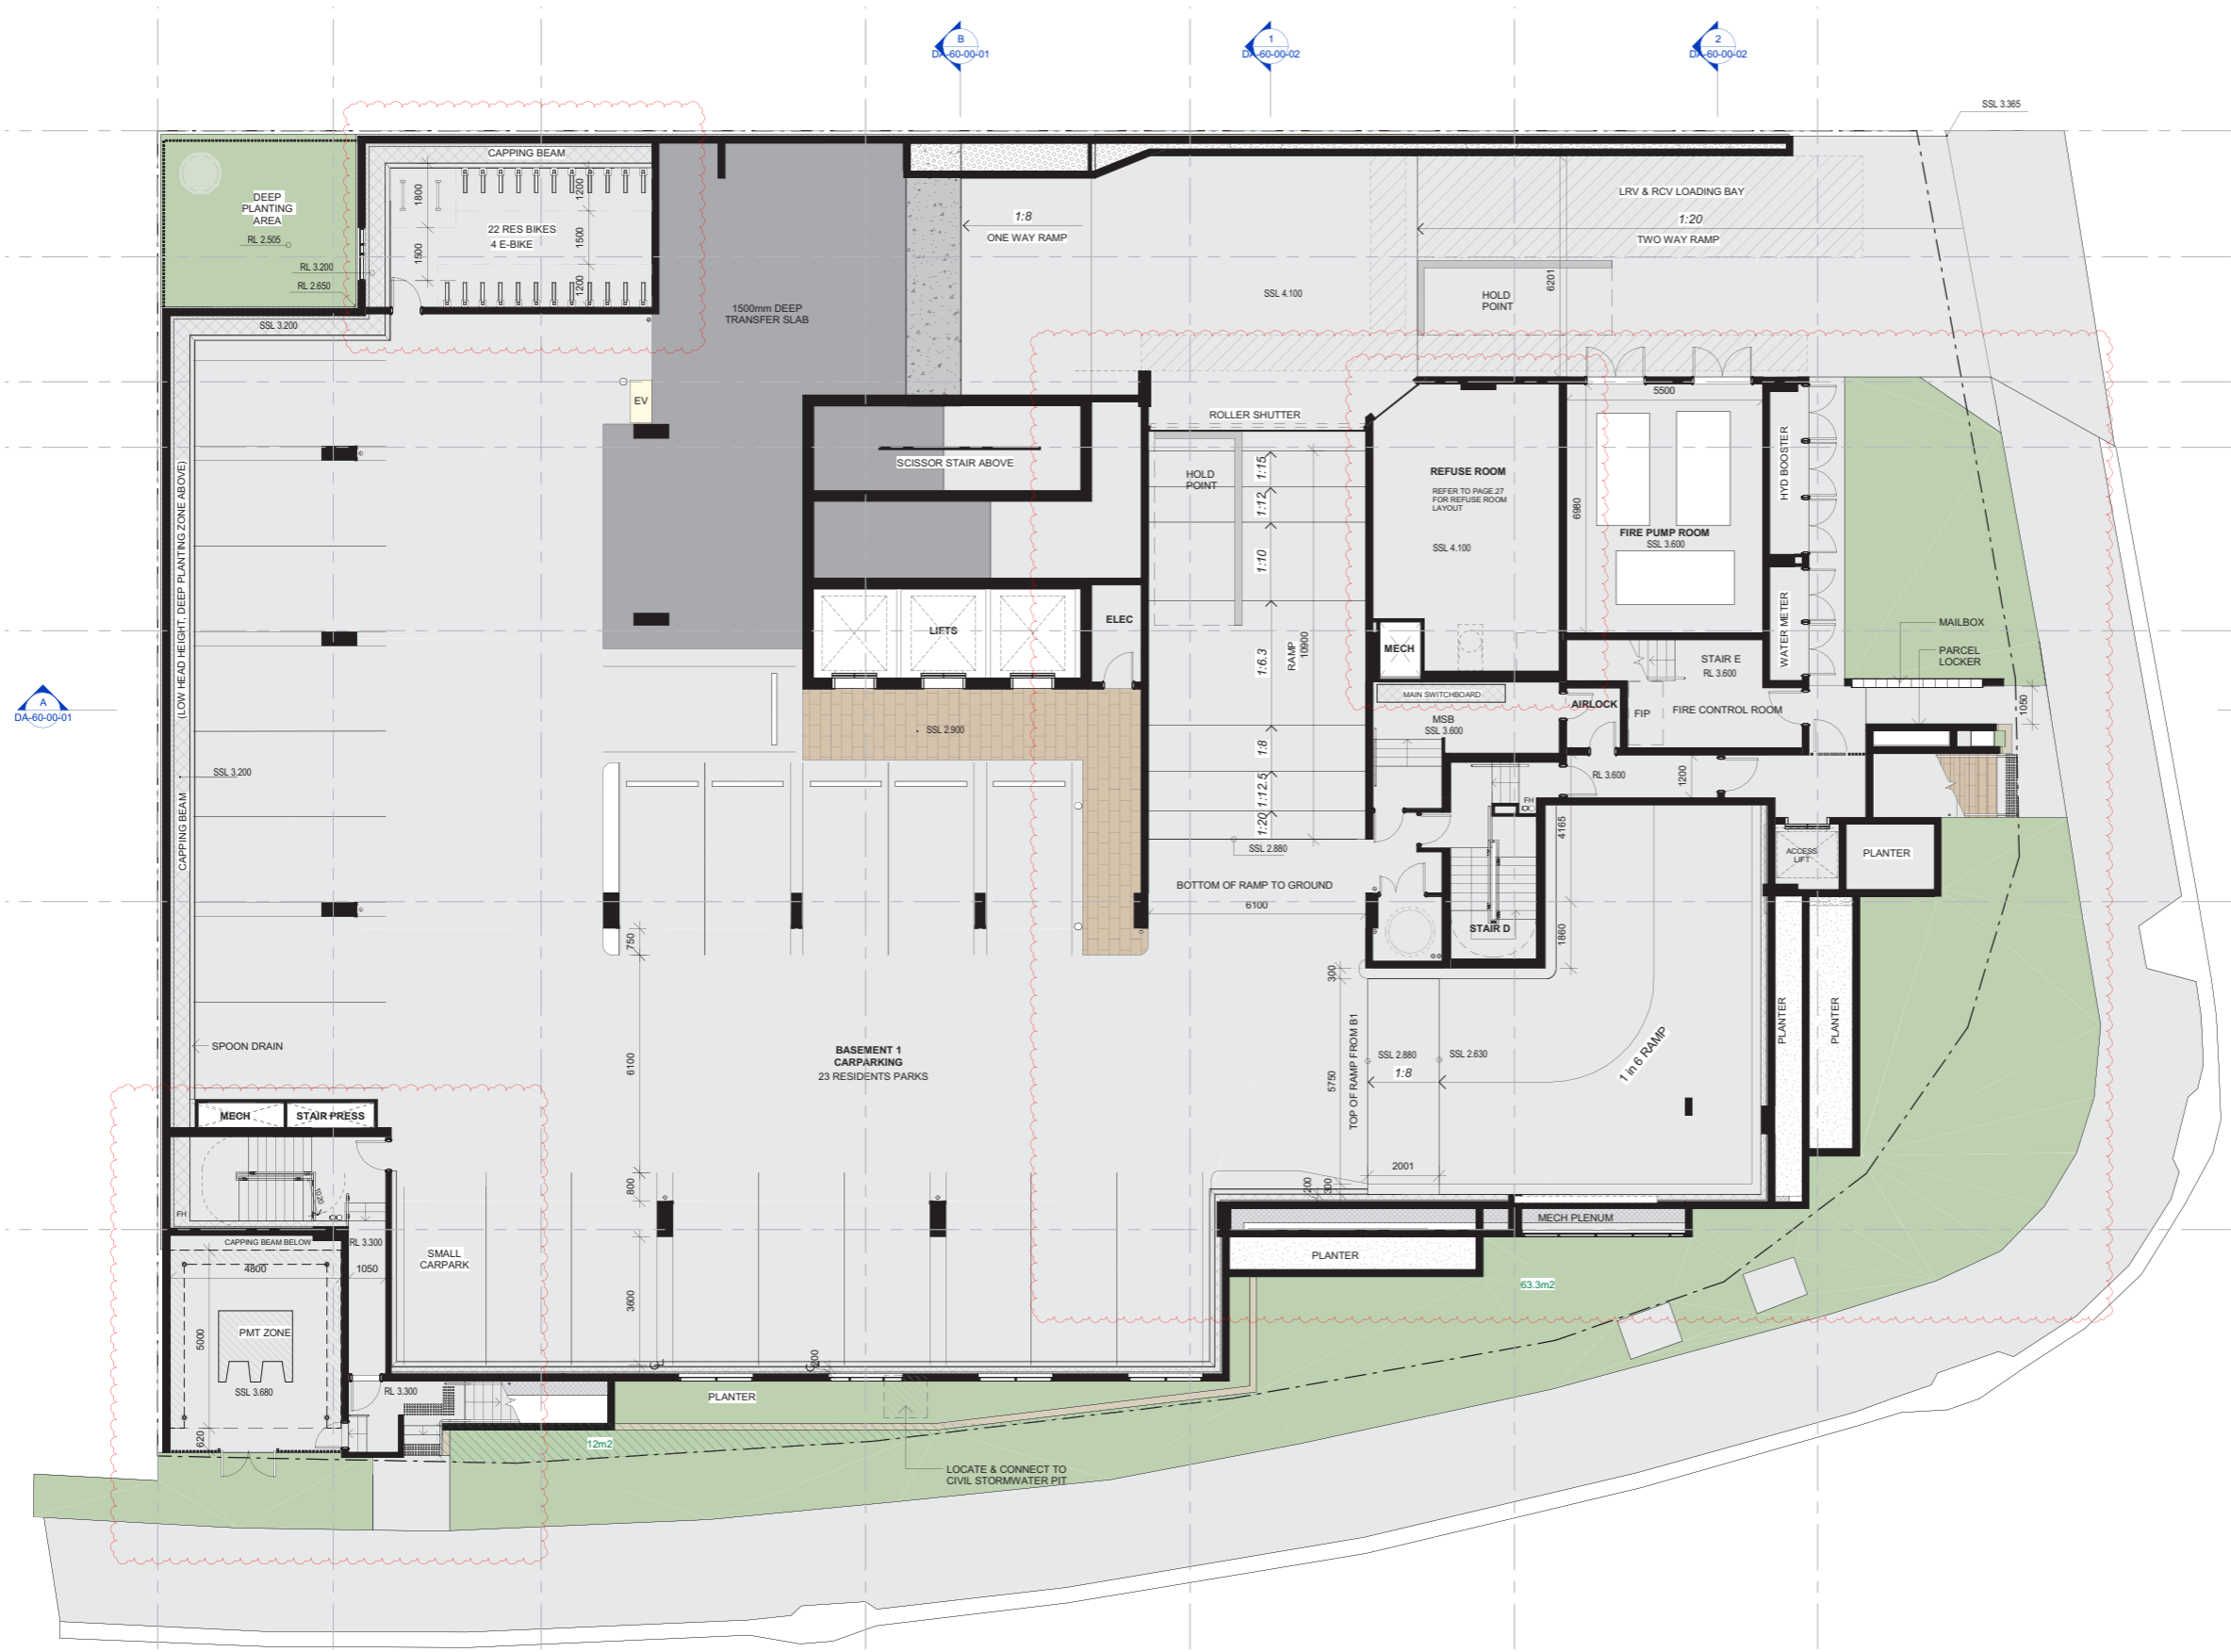 B
DA-60-00-01
1
DA-60-00-02
2
DA-60-00-02
SSL 3.365
CAPPING BEAM
DEEP
PLANTING
AREA
RL 2.505
1800
1200
22 RES BIKES
4 E-BIKE
1500
1500
1200
RL 3.200
RL 2.650
SSL 3.200
1500mm DEEP
TRANSFER SLAB
1:8
ONE WAY RAMP
LRV & RCV LOADING BAY
1:20
TWO WAY RAMP
6201
SSL 4.100
HOLD
POINT
EV
ROLLER SHUTTER
5500
SCISSOR STAIR ABOVE
HOLD
POINT
1:15
1:12
1:10
1:6.3
RAMP
10900
1:8
1:12.5
1:20
REFUSE ROOM
REFER TO PAGE.27
FOR REFUSE ROOM
LAYOUT
SSL 4.100
6980
FIRE PUMP ROOM
SSL 3.600
HYD BOOSTER
WATER METER
(LOW HEAD HEIGHT, DEEP PLANTING ZONE ABOVE)
CAPPING BEAM
SSL 3.200
LIFTS
ELEC
MECH
STAIR E
RL 3.600
MAILBOX
PARCEL
LOCKER
1050
A
DA-60-00-01
MAIN SWITCHBOARD
AIRLOCK
FIP
FIRE CONTROL ROOM
MSB
SSL 3.600
SSL 2.900
RL 3.600
1200
FH
SSL 2.880
4165
ACCESS
LIFT
PLANTER
BOTTOM OF RAMP TO GROUND
6100
STAIR D
1860
750
300
6100
SPOON DRAIN
BASEMENT 1
CARPARKING
23 RESIDENTS PARKS
TOP OF RAMP FROM B1
5750
SSL 2.880
SSL 2.630
1:8
1 in 6 RAMP
PLANTER
PLANTER
MECH
STAIR PRESS
2001
800
200
300
1020
FH
CAPPING BEAM BELOW
RL 3.300
4800
1050
SMALL
CARPARK
3600
MECH PLENUM
PLANTER
63.3m2
5000
PMT ZONE
SSL 3.680
620
RL 3.300
200
PLANTER
12m2
LOCATE & CONNECT TO
CIVIL STORMWATER PIT